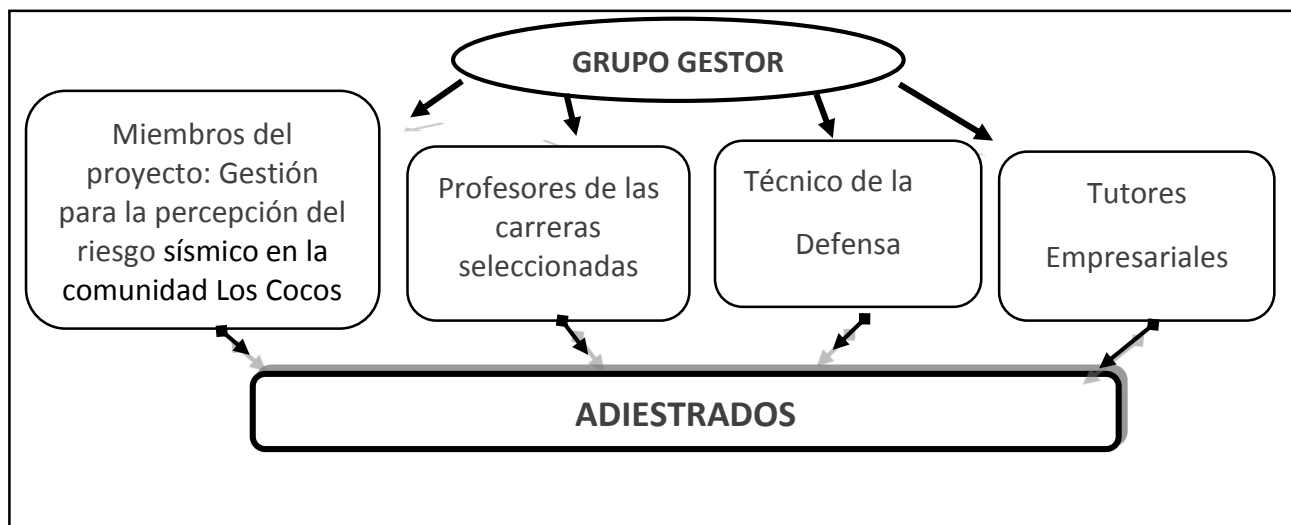 GRUPO GESTOR
Miembros del
proyecto: Gestión
para la percepción del
riesgo sísmico en la
comunidad Los Cocos
Profesores de las
carreras
seleccionadas
Técnico de la
Defensa
Tutores
Empresariales
ADIESTRADOS